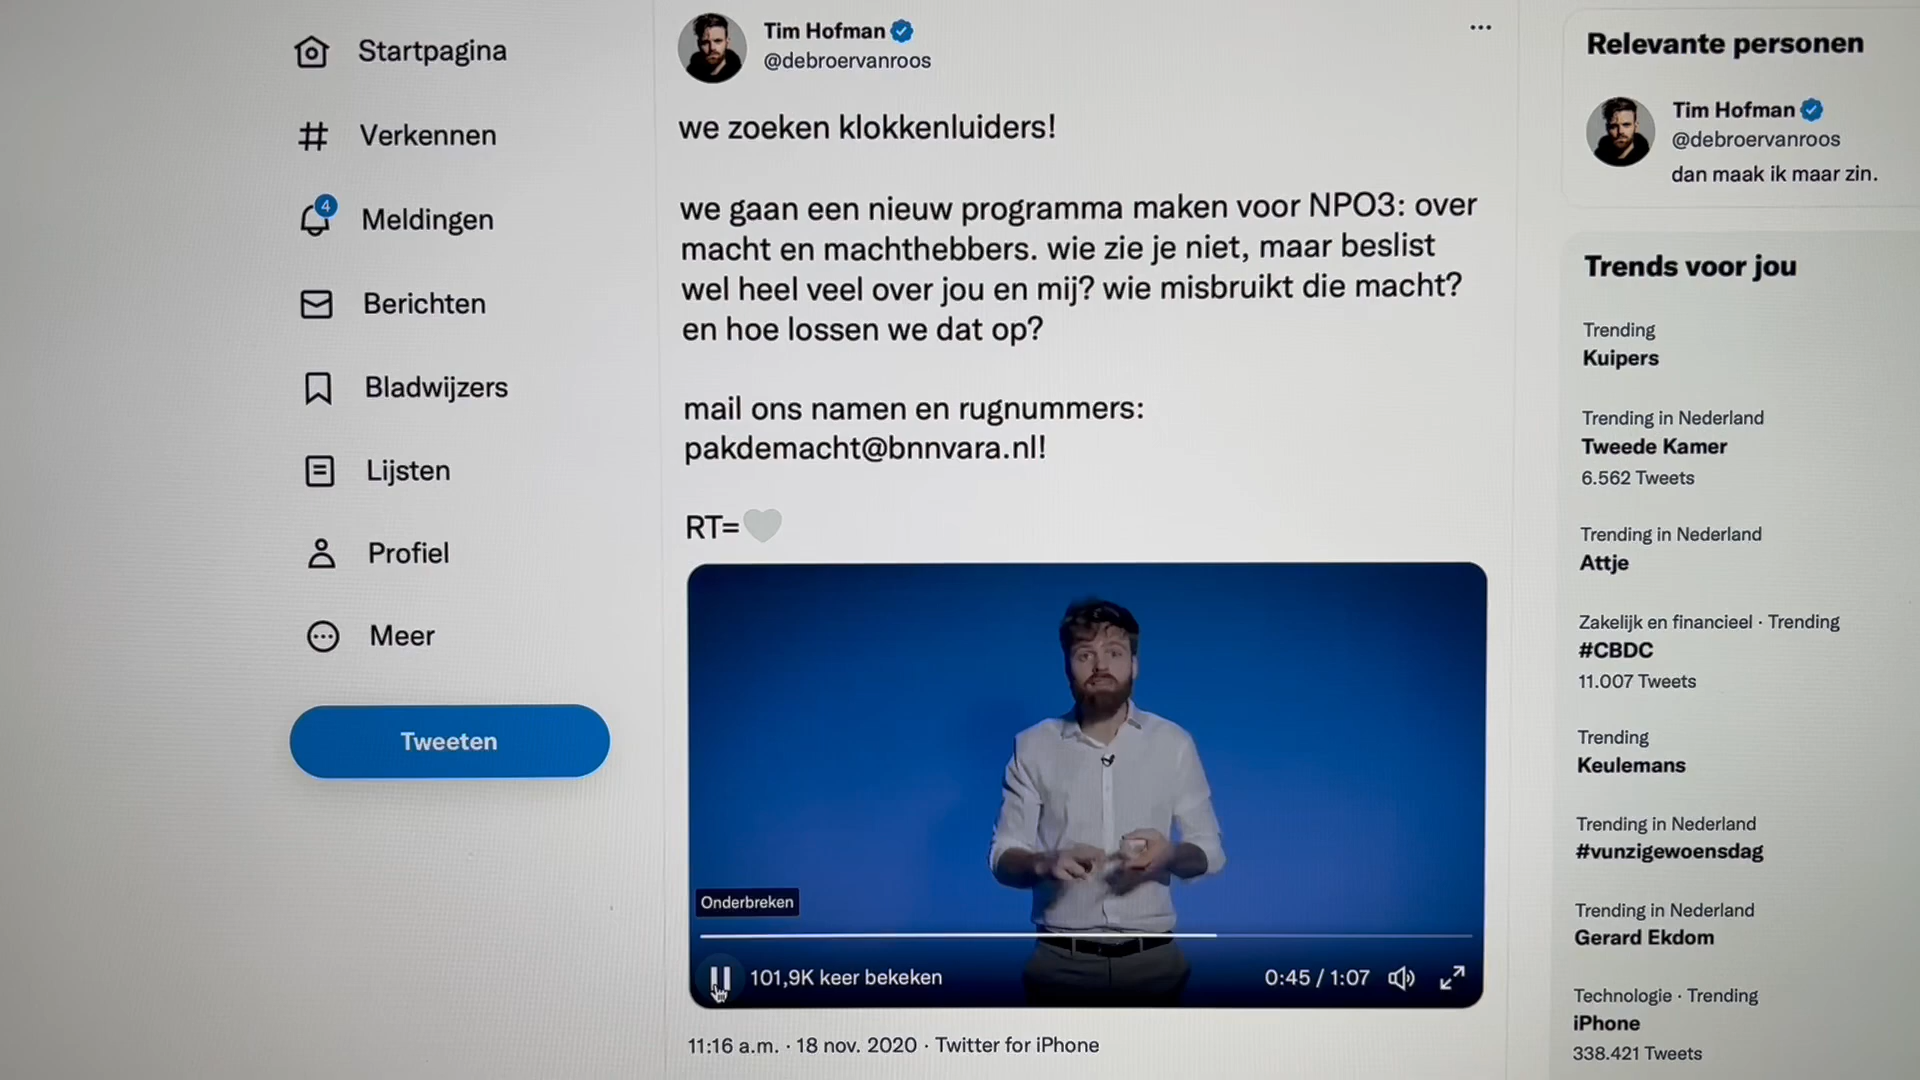 Startpagina
Verkennen
4
Meldingen
Berichten
Bladwijzers
Lijsten
Profiel
Meer
Tweeten
Tim Hofman
@debroervanroos
we zoeken klokkenluiders!
we gaan een nieuw programma maken voor NPO3: over
macht en machthebbers. wie zie je niet, maar beslist
wel heel veel over jou en mij? wie misbruikt die macht?
en hoe lossen we dat op?
mail ons namen en rugnummers:
pakdemacht@bnnvara.nl!
RT=
Onderbreken
101,9K keer bekeken
0:45 / 1:07
11:16 a.m. · 18 nov. 2020 · Twitter for iPhone
Relevante personen
Tim Hofman
@debroervanroos
dan maak ik maar zin.
Trends voor jou
Trending
Kuipers
Trending in Nederland
Tweede Kamer
6.562 Tweets
Trending in Nederland
Attje
Zakelijk en financieel · Trending
#CBDC
11.007 Tweets
Trending
Keulemans
Trending in Nederland
#vunzigewoensdag
Trending in Nederland
Gerard Ekdom
Technologie · Trending
iPhone
338.421 Tweets